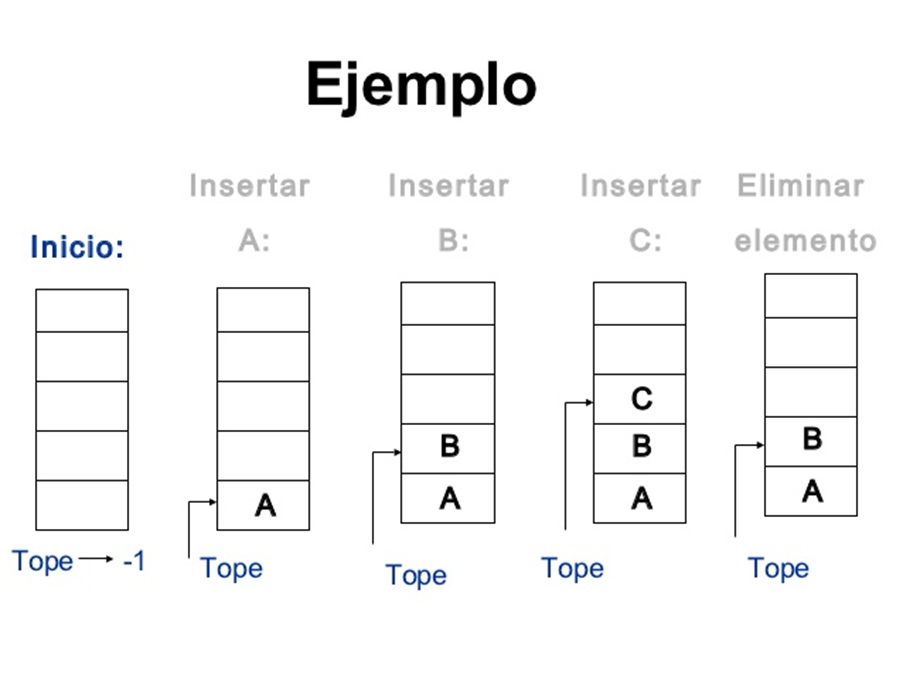 Ejemplo
Inicio:
Insertar
A:
Insertar
B:
Insertar
C:
Eliminar
elemento
A
B
A
C
B
A
B
A
Tope → -1
Tope
Tope
Tope
Tope